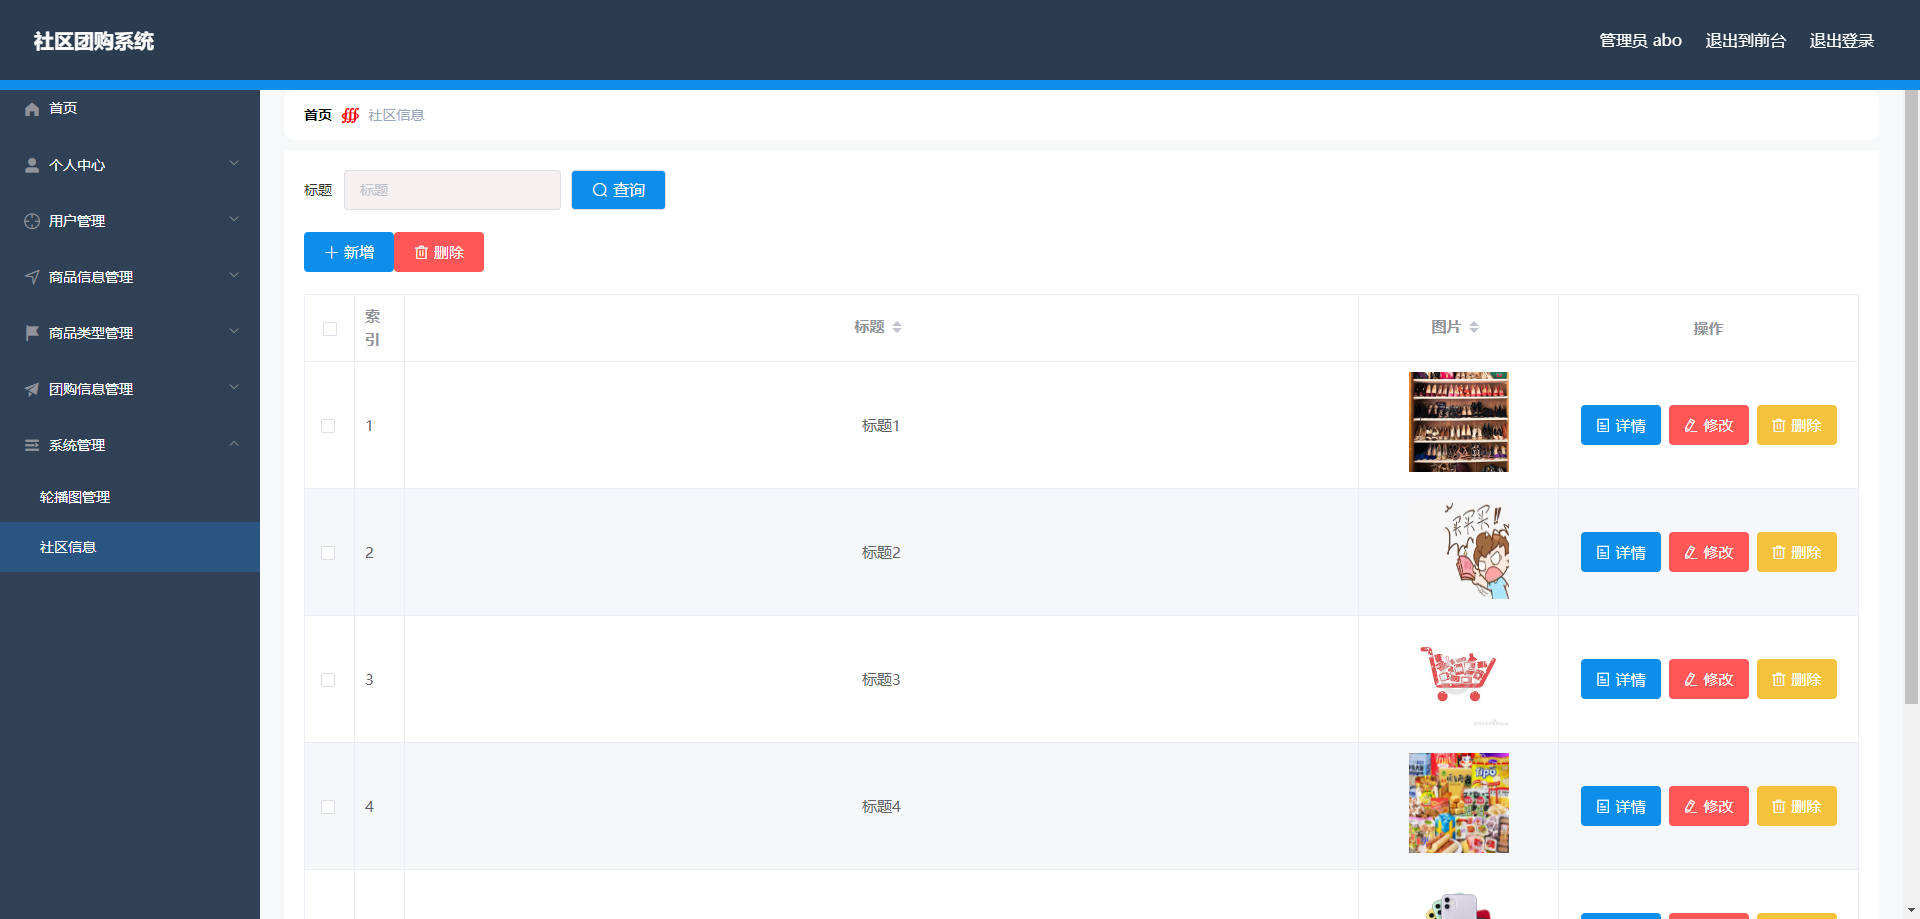 社区团购系统
管理员 abo 退出到前台 退出登录
首页
个人中心
用户管理
商品信息管理
商品类型管理
团购信息管理
系统管理
轮播图管理
社区信息
首页 社区信息
标题 标题 查询
新增 删除
索引 标题 图片 操作
1 标题1 详情 修改 删除
2 标题2 买买买!! 详情 修改 删除
3 标题3 详情 修改 删除
4 标题4 Tipo 详情 修改 删除